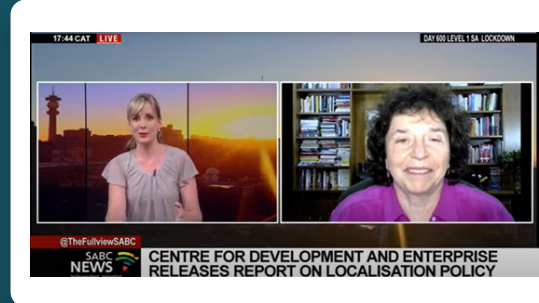 17:44 CAT LIVE
DAY 600 LEVEL 1 SA LOCKDOWN
@TheFullviewSABC
SABC
NEWS
CENTRE FOR DEVELOPMENT AND ENTERPRISE
RELEASES REPORT ON LOCALISATION POLICY